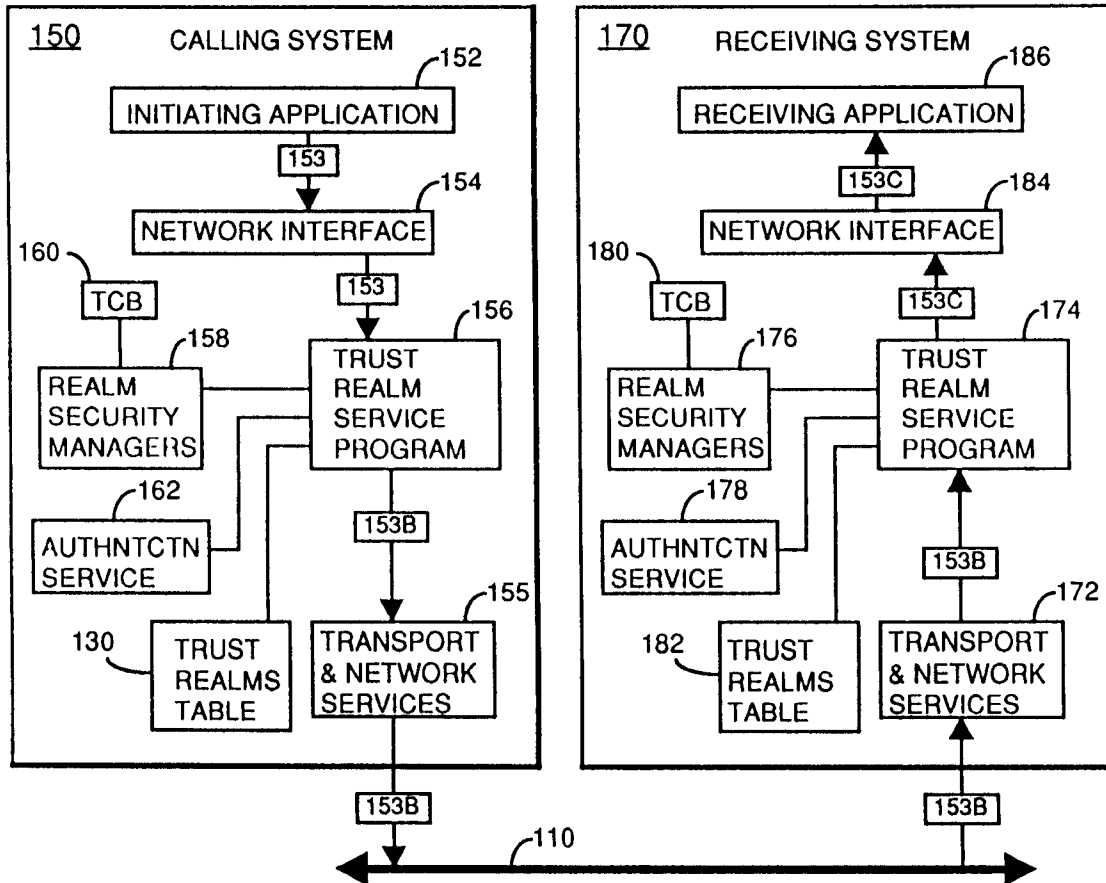 150 CALLING SYSTEM
152
INITIATING APPLICATION
153
154
NETWORK INTERFACE
160
TCB
153
156
158
REALM
SECURITY
MANAGERS
TRUST
REALM
SERVICE
PROGRAM
162
AUTHNTCTN
SERVICE
153B
155
130
TRUST
REALMS
TABLE
TRANSPORT
& NETWORK
SERVICES
153B
170 RECEIVING SYSTEM
186
RECEIVING APPLICATION
153C
184
NETWORK INTERFACE
180
TCB
153C
174
176
REALM
SECURITY
MANAGERS
TRUST
REALM
SERVICE
PROGRAM
178
AUTHNTCTN
SERVICE
153B
172
182
TRUST
REALMS
TABLE
TRANSPORT
& NETWORK
SERVICES
153B
110